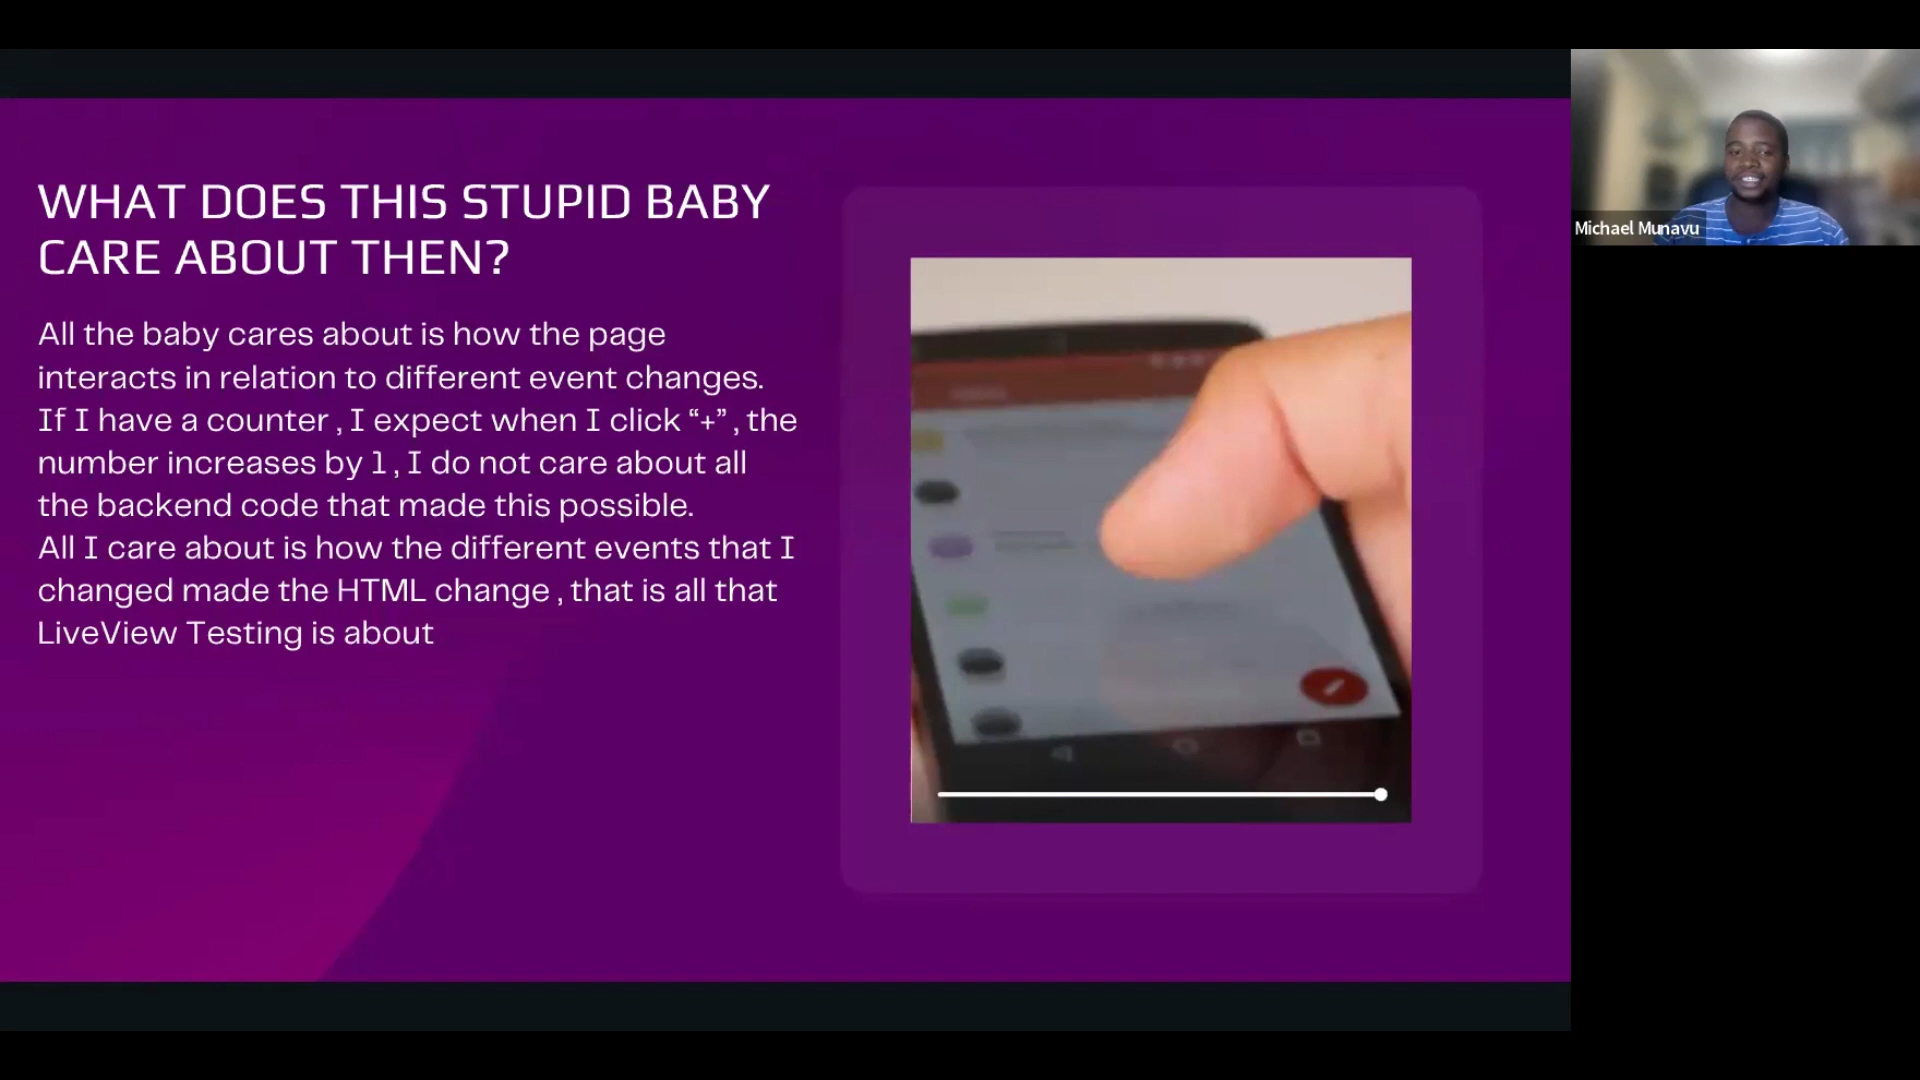 WHAT DOES THIS STUPID BABY
CARE ABOUT THEN?
All the baby cares about is how the page
interacts in relation to different event changes.
If I have a counter , I expect when I click “+” , the
number increases by 1 , I do not care about all
the backend code that made this possible.
All I care about is how the different events that I
changed made the HTML change , that is all that
LiveView Testing is about
Michael Munavu